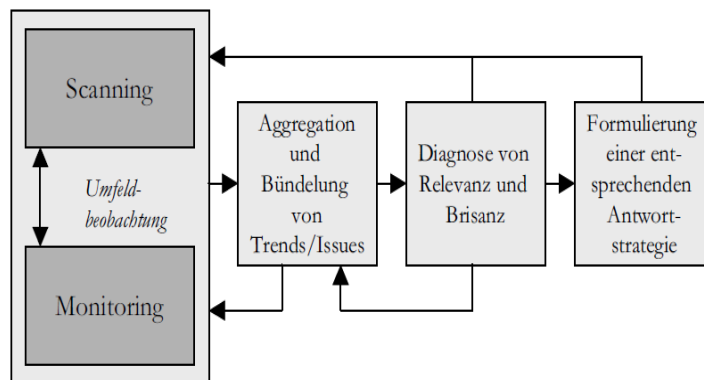 Scanning
Umfeld-
beobachtung
Monitoring
Aggregation
und
Bündelung
von
Trends/Issues
Diagnose von
Relevanz und
Brisanz
Formulierung
einer ent-
sprechenden
Antwort-
strategie